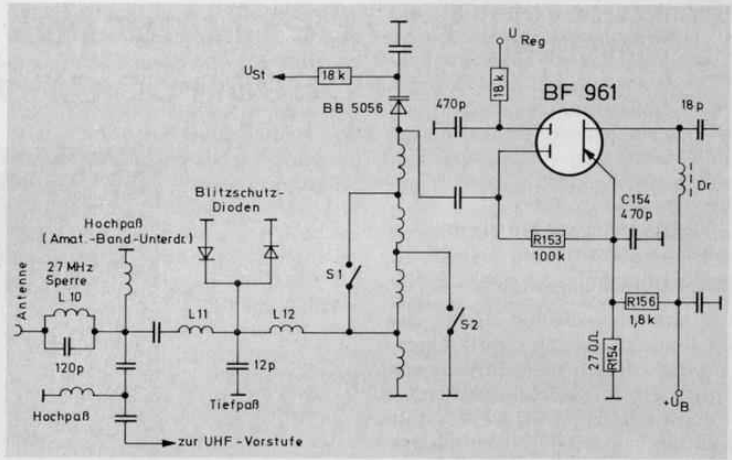 U St
18 k
BB 5056
U Reg
18k
470p
BF 961
18 p
Dr
C154
470p
R153
100k
R156
1,8k
270Ω
R154
+U B
Blitzschutz-
Dioden
Hochpaß
(Amat.-Band-Unterdr.)
27 MHz
Sperre
L 10
Antenne
120p
Hochpaß
L11
L12
12p
Tiefpaß
S1
S2
zur UHF-Vorstufe